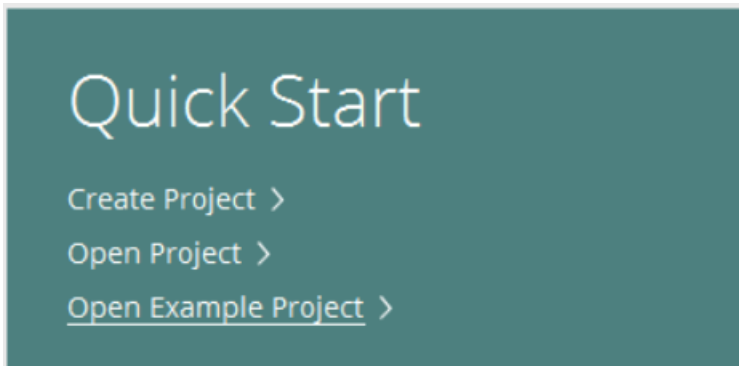 Quick Start
Create Project >
Open Project >
Open Example Project >